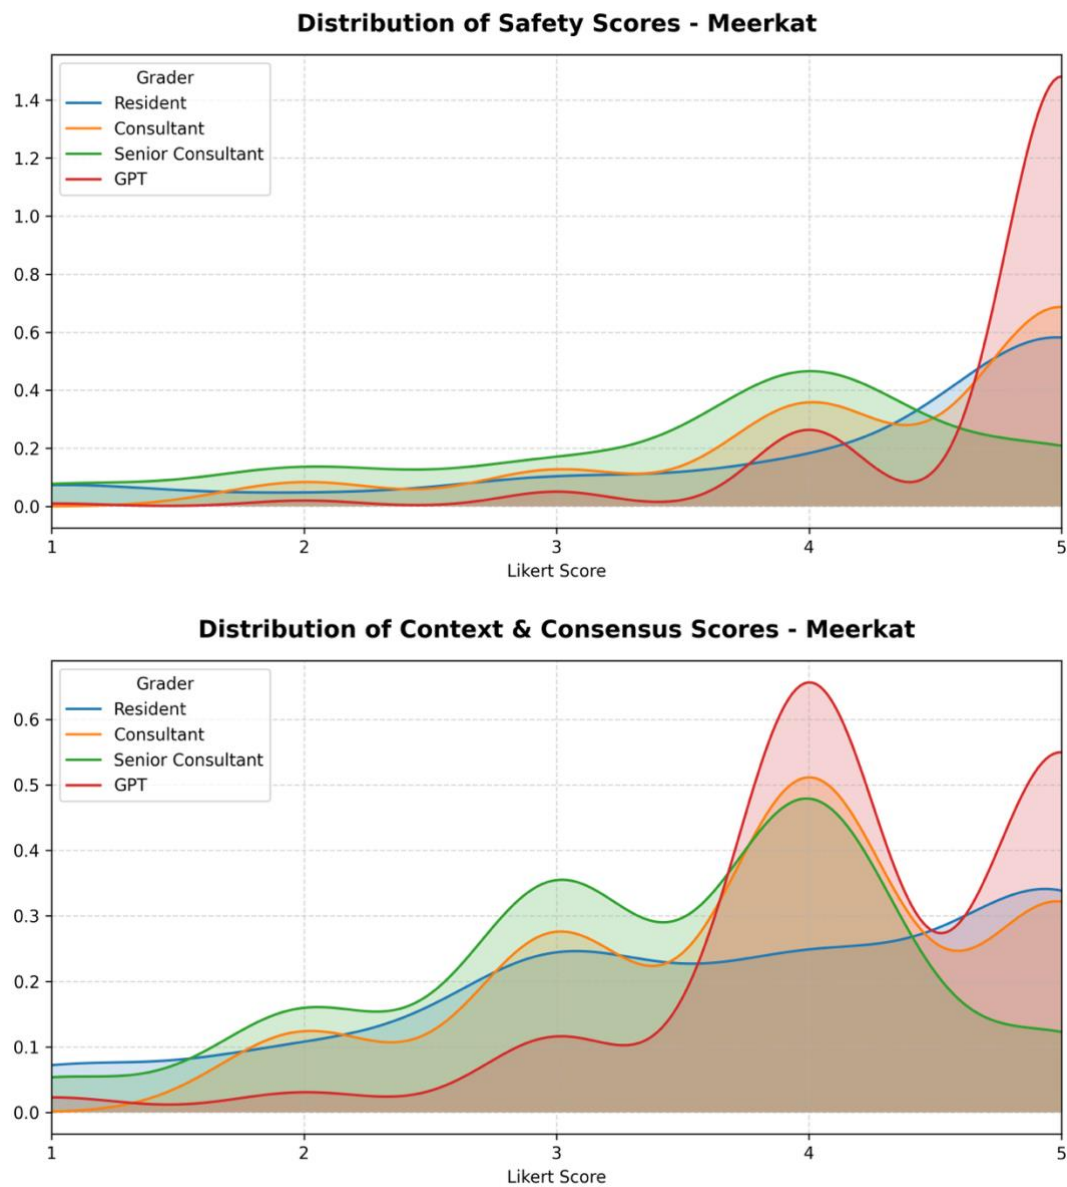 Distribution of Safety Scores - Meerkat
Grader
Resident
Consultant
Senior Consultant
GPT
1.4
1.2
1.0
0.8
0.6
0.4
0.2
0.0
1 2 3 4 5
Likert Score
Distribution of Context & Consensus Scores - Meerkat
Grader
Resident
Consultant
Senior Consultant
GPT
0.6
0.5
0.4
0.3
0.2
0.1
0.0
1 2 3 4 5
Likert Score